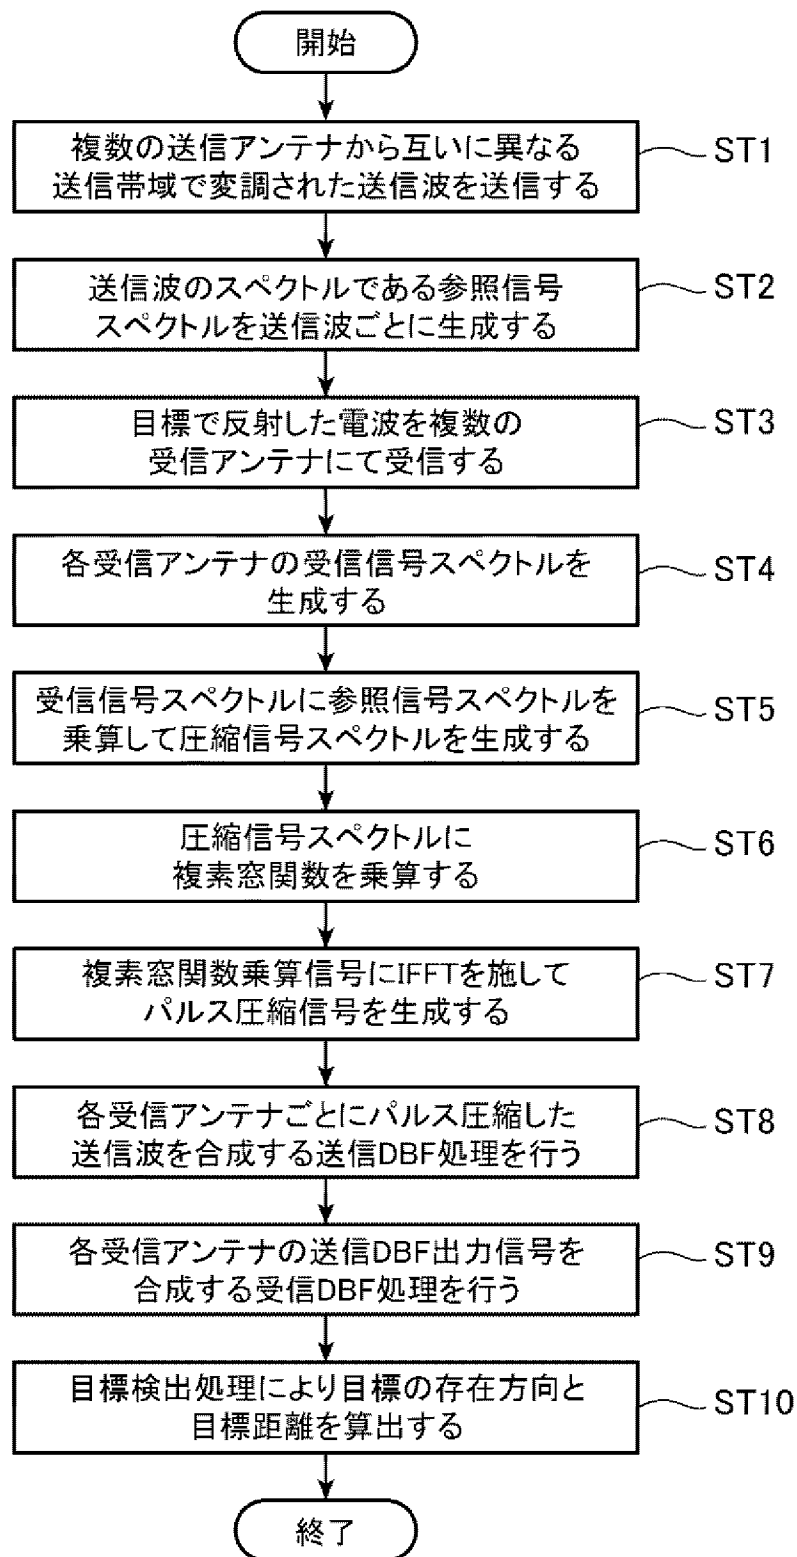 開始
複数の送信アンテナから互いに異なる
送信帯域で変調された送信波を送信する
ST1
送信波のスペクトルである参照信号
スペクトルを送信波ごとに生成する
ST2
目標で反射した電波を複数の
受信アンテナにて受信する
ST3
各受信アンテナの受信信号スペクトルを
生成する
ST4
受信信号スペクトルに参照信号スペクトルを
乗算して圧縮信号スペクトルを生成する
ST5
圧縮信号スペクトルに
複素窓関数を乗算する
ST6
複素窓関数乗算信号にIFFTを施して
パルス圧縮信号を生成する
ST7
各受信アンテナごとにパルス圧縮した
送信波を合成する送信DBF処理を行う
ST8
各受信アンテナの送信DBF出力信号を
合成する受信DBF処理を行う
ST9
目標検出処理により目標の存在方向と
目標距離を算出する
ST10
終了